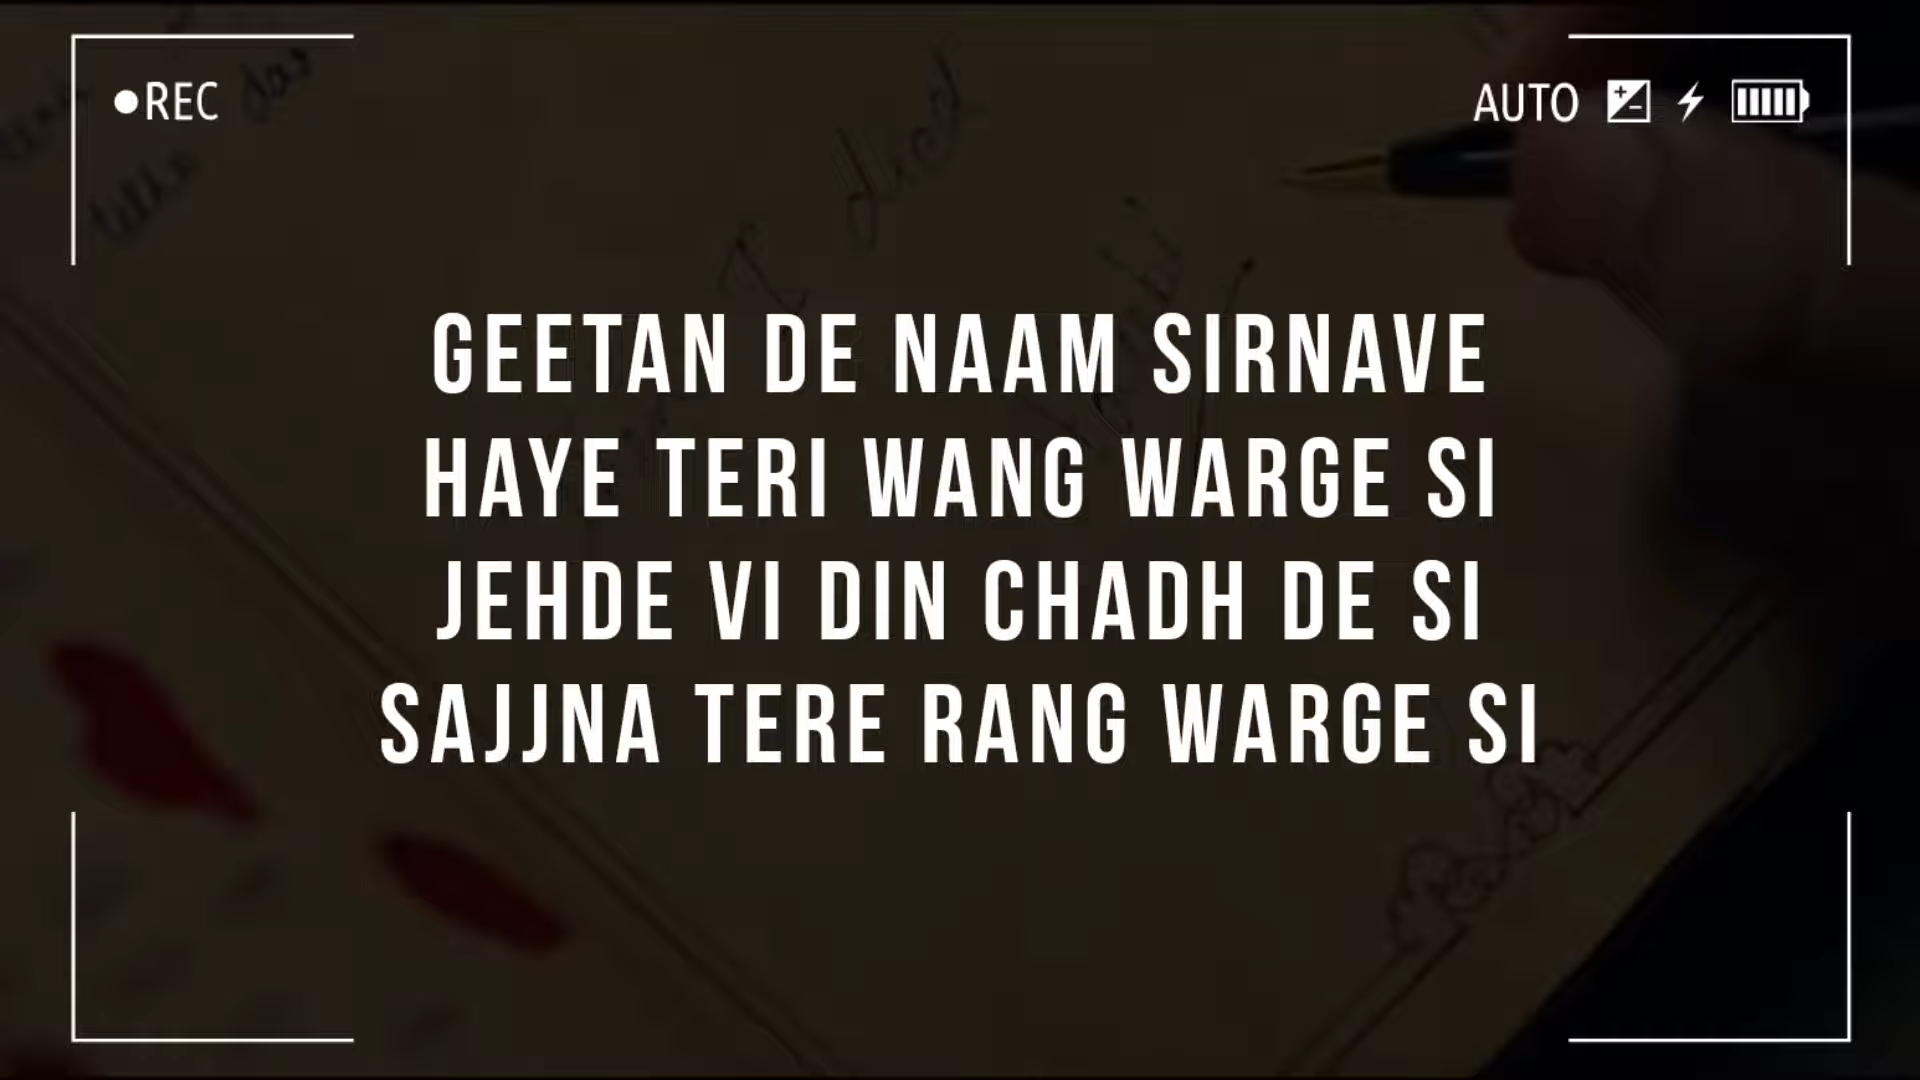 REC
AUTO
GEETAN DE NAAM SIRNAVE
HAYE TERI WANG WARGE SI
JEHDE VI DIN CHADH DE SI
SAJJNA TERE RANG WARGE SI